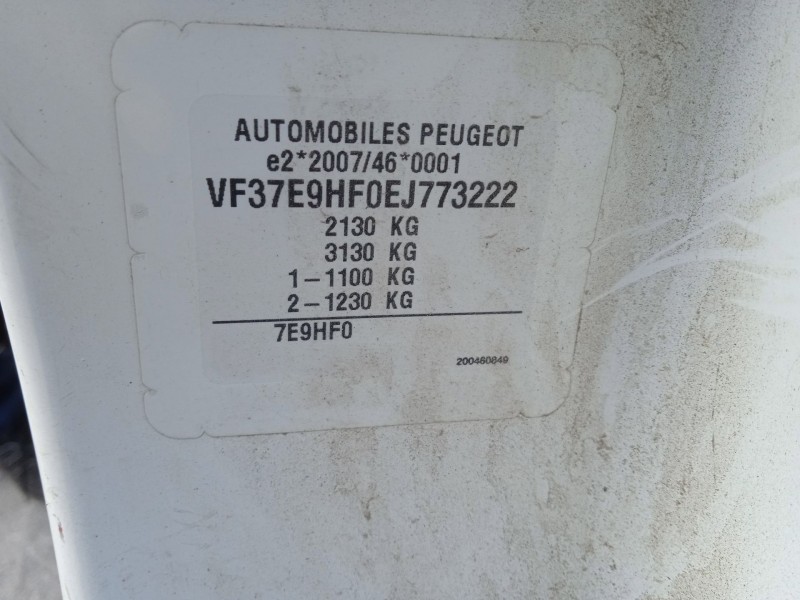 AUTOMOBILES PEUGEOT
e2*2007/46*0001
VF37E9HF0EJ773222
2130 KG
3130 KG
1-1100 KG
2-1230 KG
7E9HF0
200460849